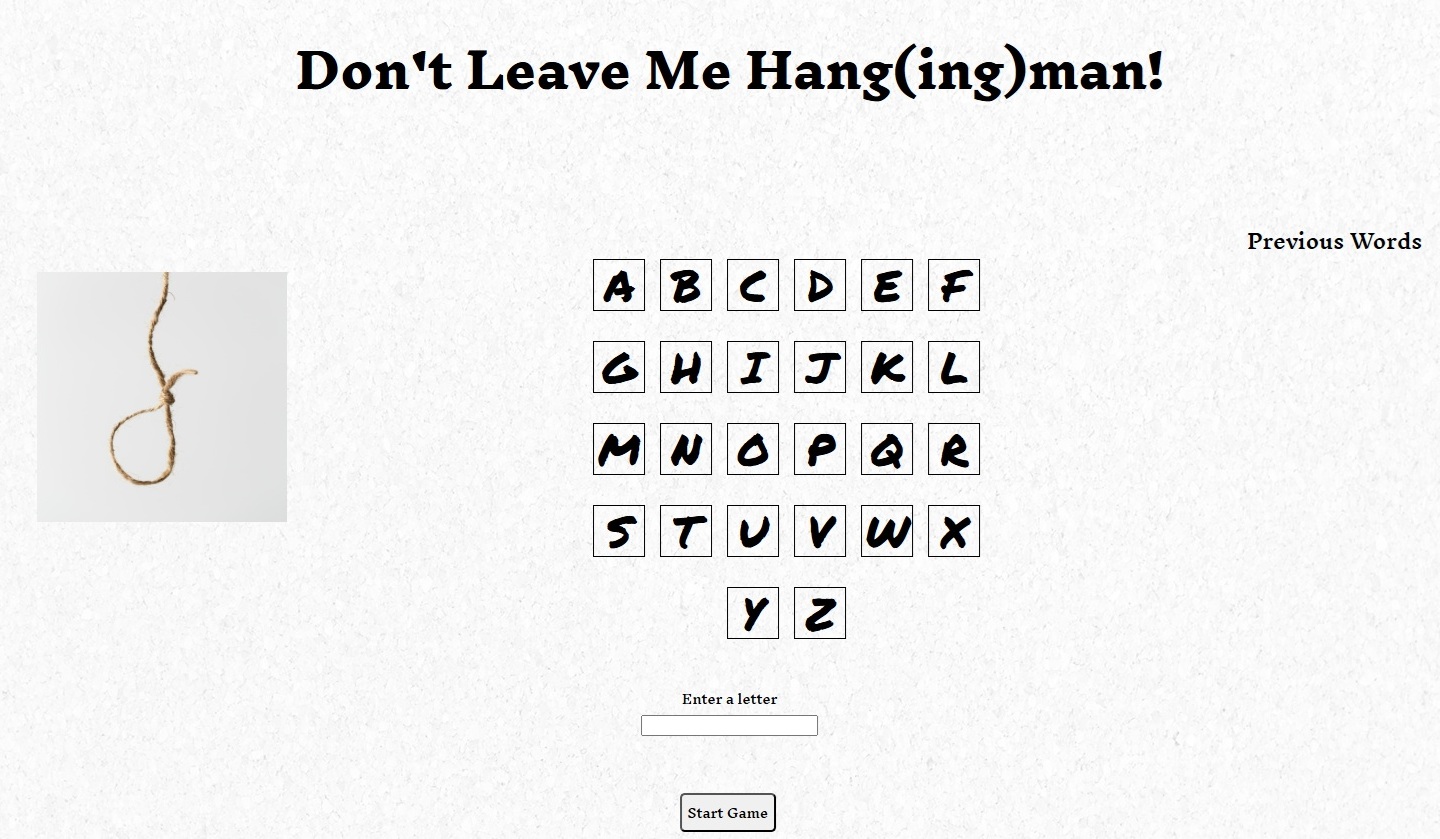 Don't Leave Me Hang(ing)man!
Previous Words
A B C D E F
G H I J K L
M N O P Q R
S T U V W X
Y Z
Enter a letter
Start Game